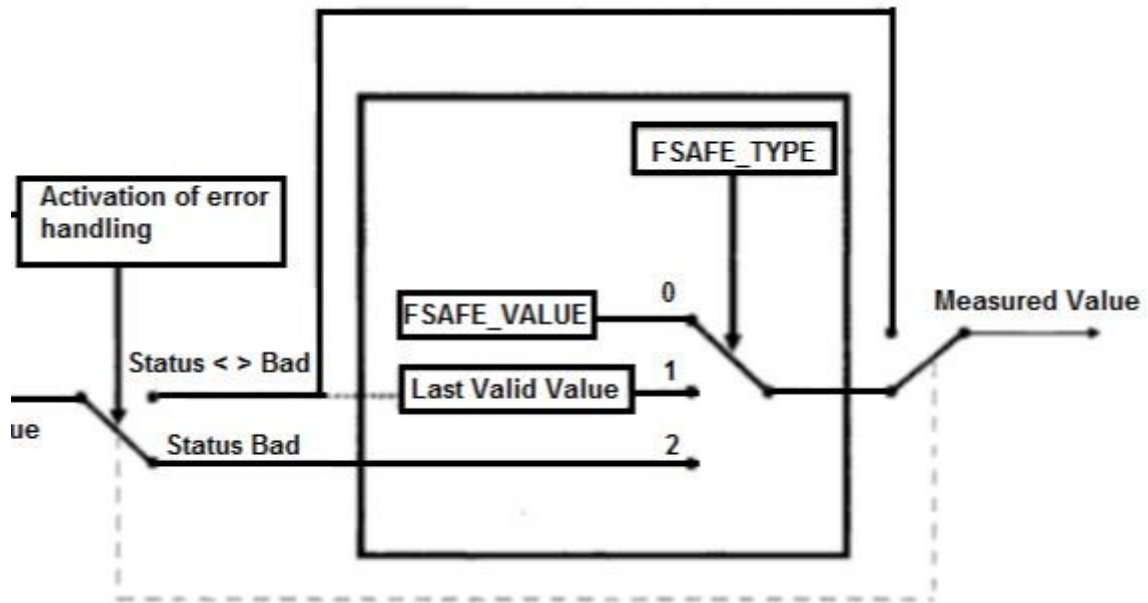 FSAFE_TYPE
Activation of error
handling
FSAFE_VALUE
0
Measured Value
Status < > Bad
Last Valid Value
1
ue
Status Bad
2